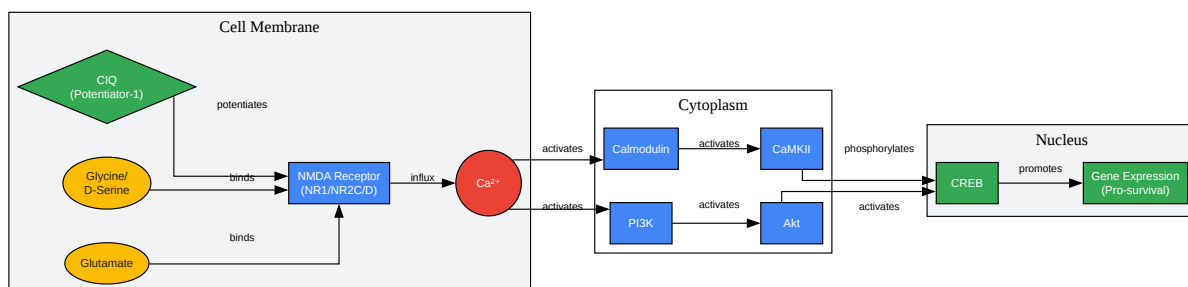 Cell Membrane
CIQ
(Potentiator-1)
potentiates
Glycine/
D-Serine
binds
NMDA Receptor
(NR1/NR2C/D)
influx
Ca²⁺
binds
Glutamate
activates
activates
Cytoplasm
Calmodulin
activates
CaMKII
PI3K
activates
Akt
phosphorylates
activates
Nucleus
CREB
promotes
Gene Expression
(Pro-survival)